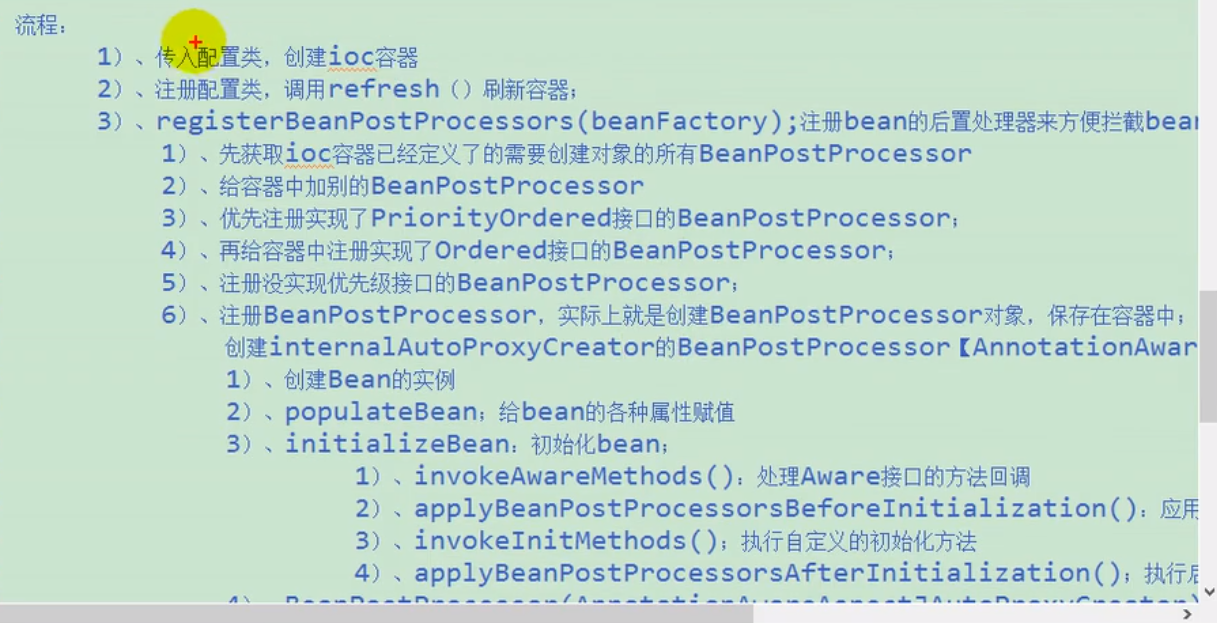 流程：
1）、传入配置类，创建ioc容器
2）、注册配置类，调用refresh（）刷新容器；
3）、registerBeanPostProcessors(beanFactory);注册bean的后置处理器来方便拦截bean
1）、先获取ioc容器已经定义了的需要创建对象的所有BeanPostProcessor
2）、给容器中加别的BeanPostProcessor
3）、优先注册实现了PriorityOrdered接口的BeanPostProcessor；
4）、再给容器中注册实现了Ordered接口的BeanPostProcessor；
5）、注册没实现优先级接口的BeanPostProcessor；
6）、注册BeanPostProcessor，实际上就是创建BeanPostProcessor对象，保存在容器中；
创建internalAutoProxyCreator的BeanPostProcessor【AnnotationAwar
1）、创建Bean的实例
2）、populateBean；给bean的各种属性赋值
3）、initializeBean：初始化bean；
1）、invokeAwareMethods()：处理Aware接口的方法回调
2）、applyBeanPostProcessorsBeforeInitialization()：应用
3）、invokeInitMethods()；执行自定义的初始化方法
4）、applyBeanPostProcessorsAfterInitialization()；执行
4）、BeanPostProcessor(AnnotationAwareAspectJAutoProxyCreator)